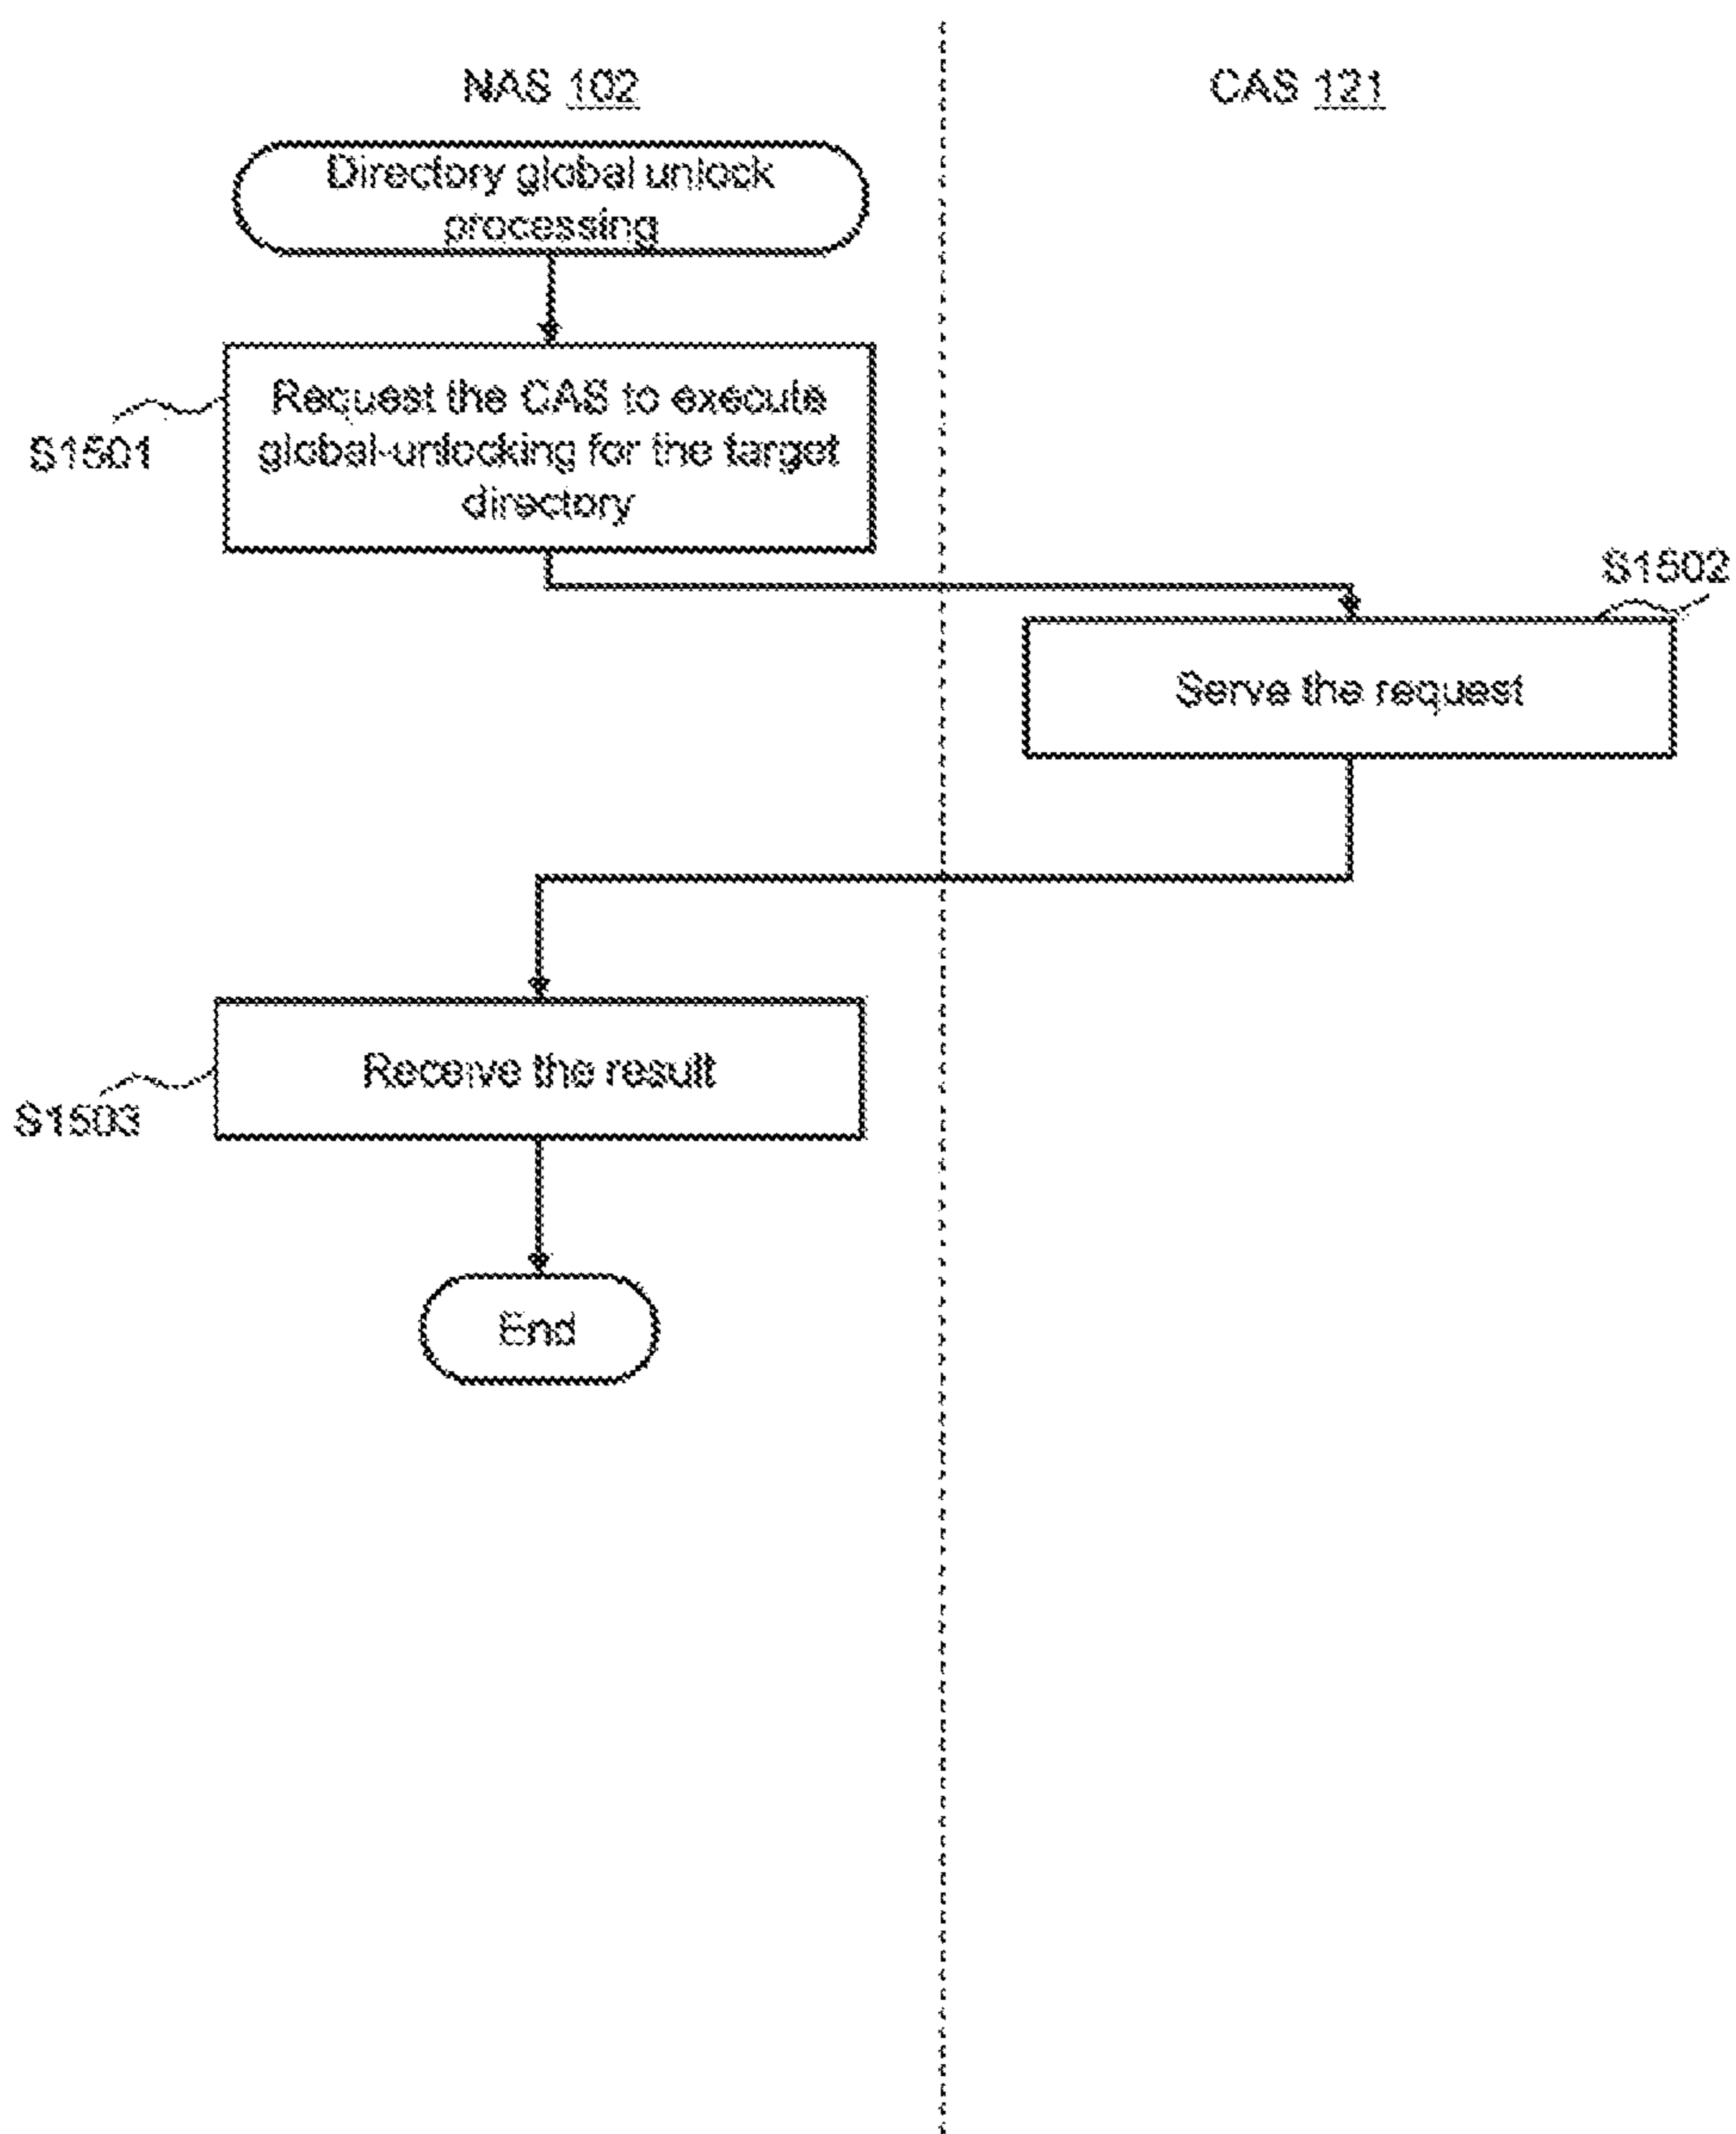 NAS 102
CAS 121
Directory global unlock
processing
Request the CAS to execute
global-unlocking for the target
directory
S1501
S1502
Serve the request
Receive the result
S1503
End